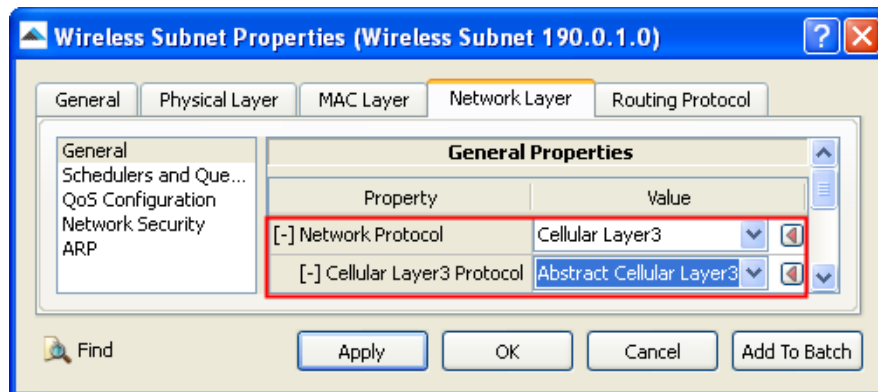 Wireless Subnet Properties (Wireless Subnet 190.0.1.0)
General Physical Layer MAC Layer Network Layer Routing Protocol
General
Schedulers and Que...
QoS Configuration
Network Security
ARP
General Properties
Property Value
[-] Network Protocol Cellular Layer3
[-] Cellular Layer3 Protocol Abstract Cellular Layer3
Find Apply OK Cancel Add To Batch